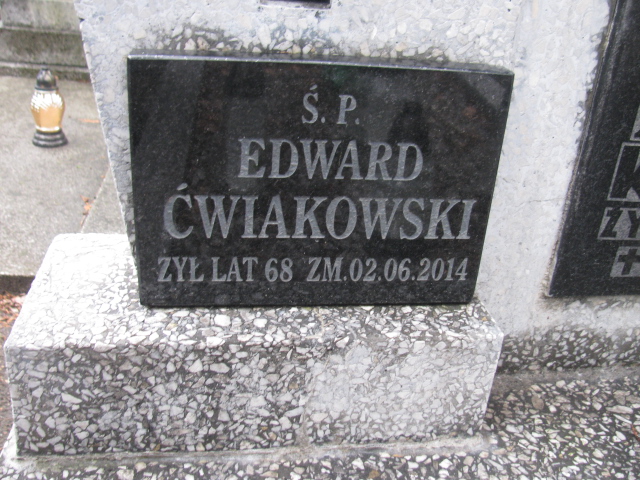 Ś. P.
EDWARD
ĆWIAKOWSKI
ŻYŁ LAT 68 ZM.02.06.2014